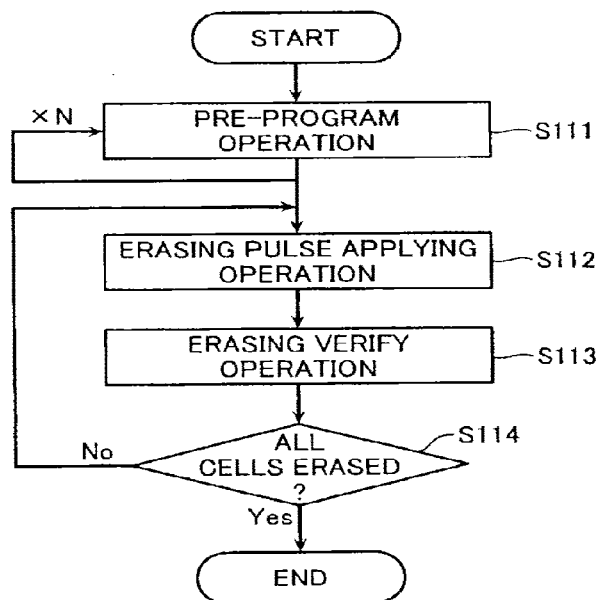 START
×N
PRE-PROGRAM
OPERATION
S111
ERASING PULSE APPLYING
OPERATION
S112
ERASING VERIFY
OPERATION
S113
ALL
CELLS ERASED
?
S114
No
Yes
END